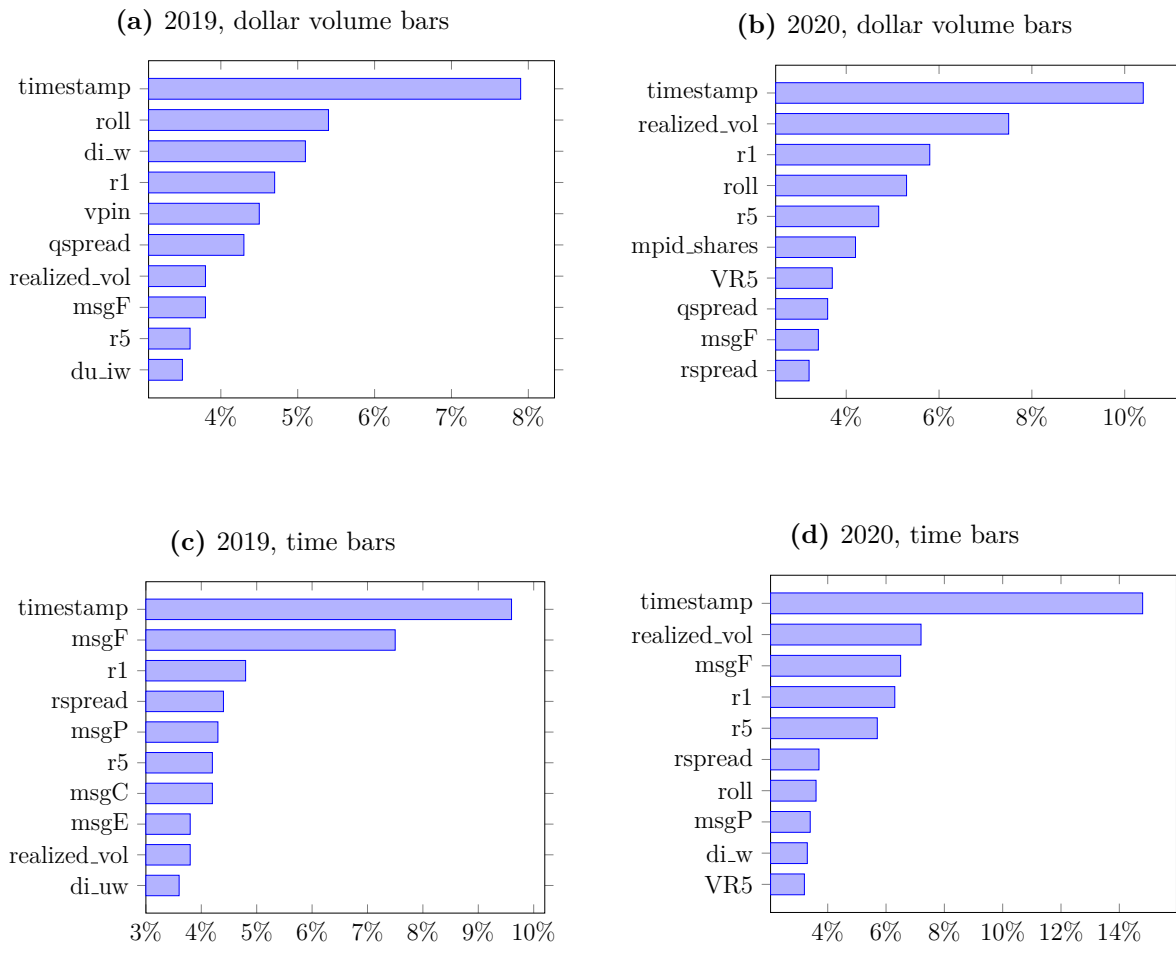 (a) 2019, dollar volume bars
timestamp
roll
di_w
r1
vpin
qspread
realized_vol
msgF
r5
du_iw
4% 5% 6% 7% 8%
(b) 2020, dollar volume bars
timestamp
realized_vol
r1
roll
r5
mpid_shares
VR5
qspread
msgF
rspread
4% 6% 8% 10%
(c) 2019, time bars
timestamp
msgF
r1
rspread
msgP
r5
msgC
msgE
realized_vol
di_uw
3% 4% 5% 6% 7% 8% 9% 10%
(d) 2020, time bars
timestamp
realized_vol
msgF
r1
r5
rspread
roll
msgP
di_w
VR5
4% 6% 8% 10% 12% 14%